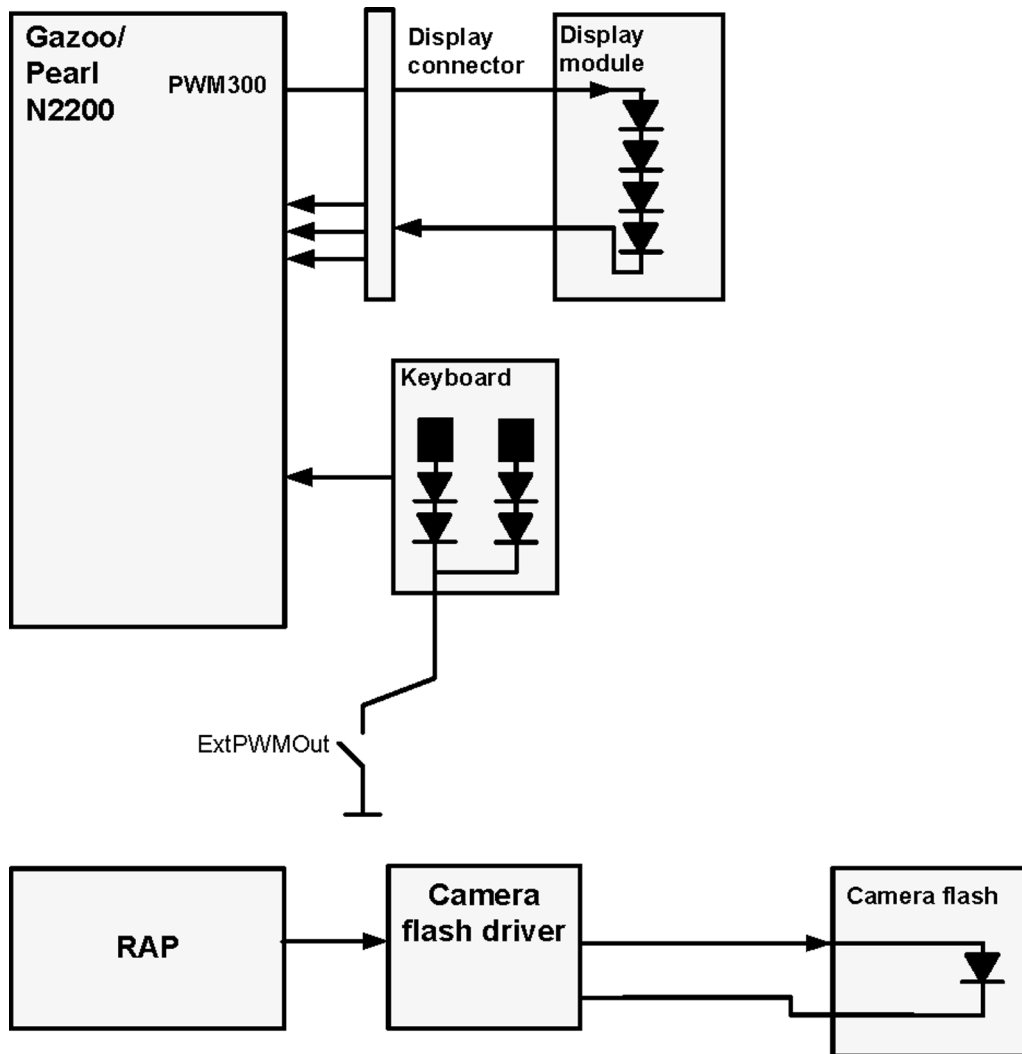 Gazoo/
Pearl
N2200
PWM300
Display
connector
Display
module
Keyboard
ExtPWMOut
RAP
Camera
flash driver
Camera flash